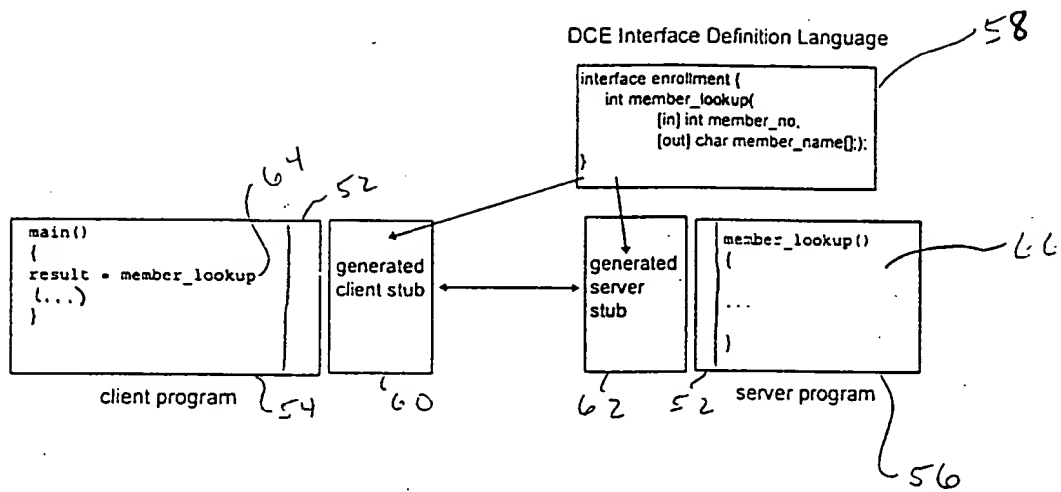 DCE Interface Definition Language
58
interface enrollment {
int member_lookup(
[in] int member_no,
[out] char member_name[];);
}
64
52
main()
{
result = member_lookup
(...)
}
generated
client stub
generated
server
stub
member_lookup()
{
...
}
66
client program
54
60
62
52
server program
56